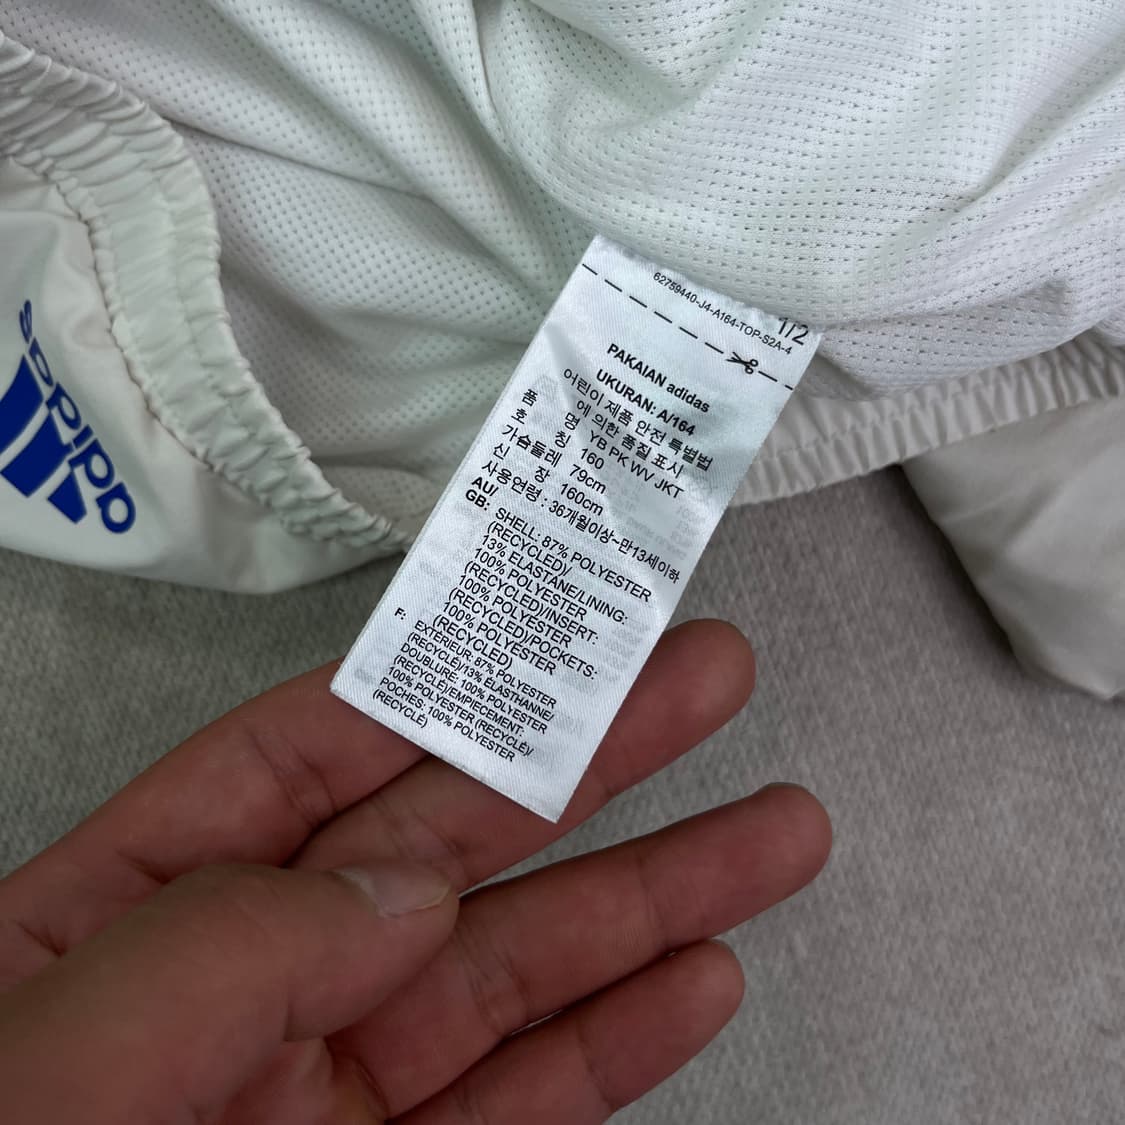 62759440-J4-A164-TOP-S2A-4
1/2
PAKAIAN adidas
UKURAN: A/164
어린이 제품 안전 특별법
에 의한 품질 표시
품 명 YB PK WV JKT
호 칭 160
가슴둘레 79cm
신 장 160cm
사용연령 : 36개월이상~만13세이하
AU/
GB: SHELL: 87% POLYESTER
(RECYCLED)/
13% ELASTANE/LINING:
100% POLYESTER
(RECYCLED)/INSERT:
100% POLYESTER
(RECYCLED)/POCKETS:
100% POLYESTER
(RECYCLED)
F: EXTÉRIEUR: 87% POLYESTER
(RECYCLÉ)/13% ÉLASTHANNE/
DOUBLURE: 100% POLYESTER
(RECYCLÉ)/EMPIÈCEMENT:
100% POLYESTER (RECYCLÉ)/
POCHES: 100% POLYESTER
(RECYCLÉ)
adidas